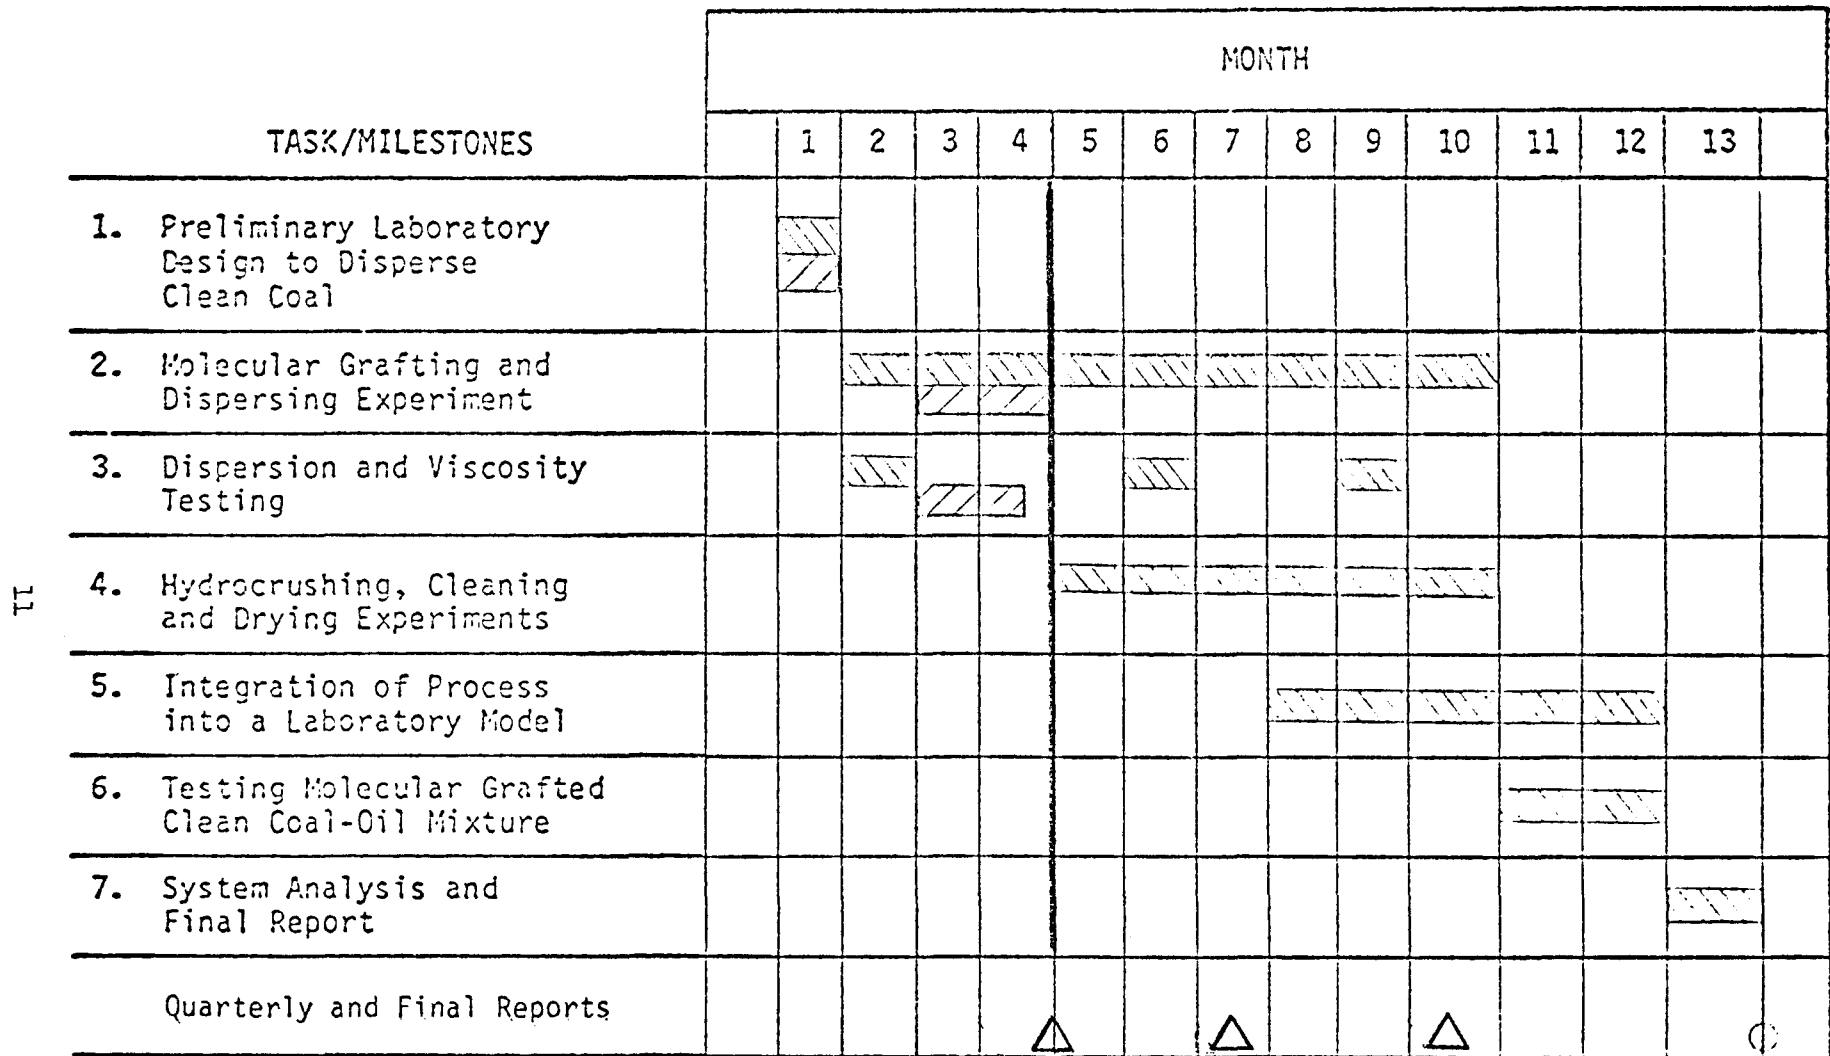 MONTH
TASK/MILESTONES 1 2 3 4 5 6 7 8 9 10 11 12 13
1. Preliminary Laboratory
Design to Disperse
Clean Coal
2. Molecular Grafting and
Dispersing Experiment
3. Dispersion and Viscosity
Testing
11
4. Hydrocrushing, Cleaning
and Drying Experiments
5. Integration of Process
into a Laboratory Model
6. Testing Molecular Grafted
Clean Coal-Oil Mixture
7. System Analysis and
Final Report
Quarterly and Final Reports